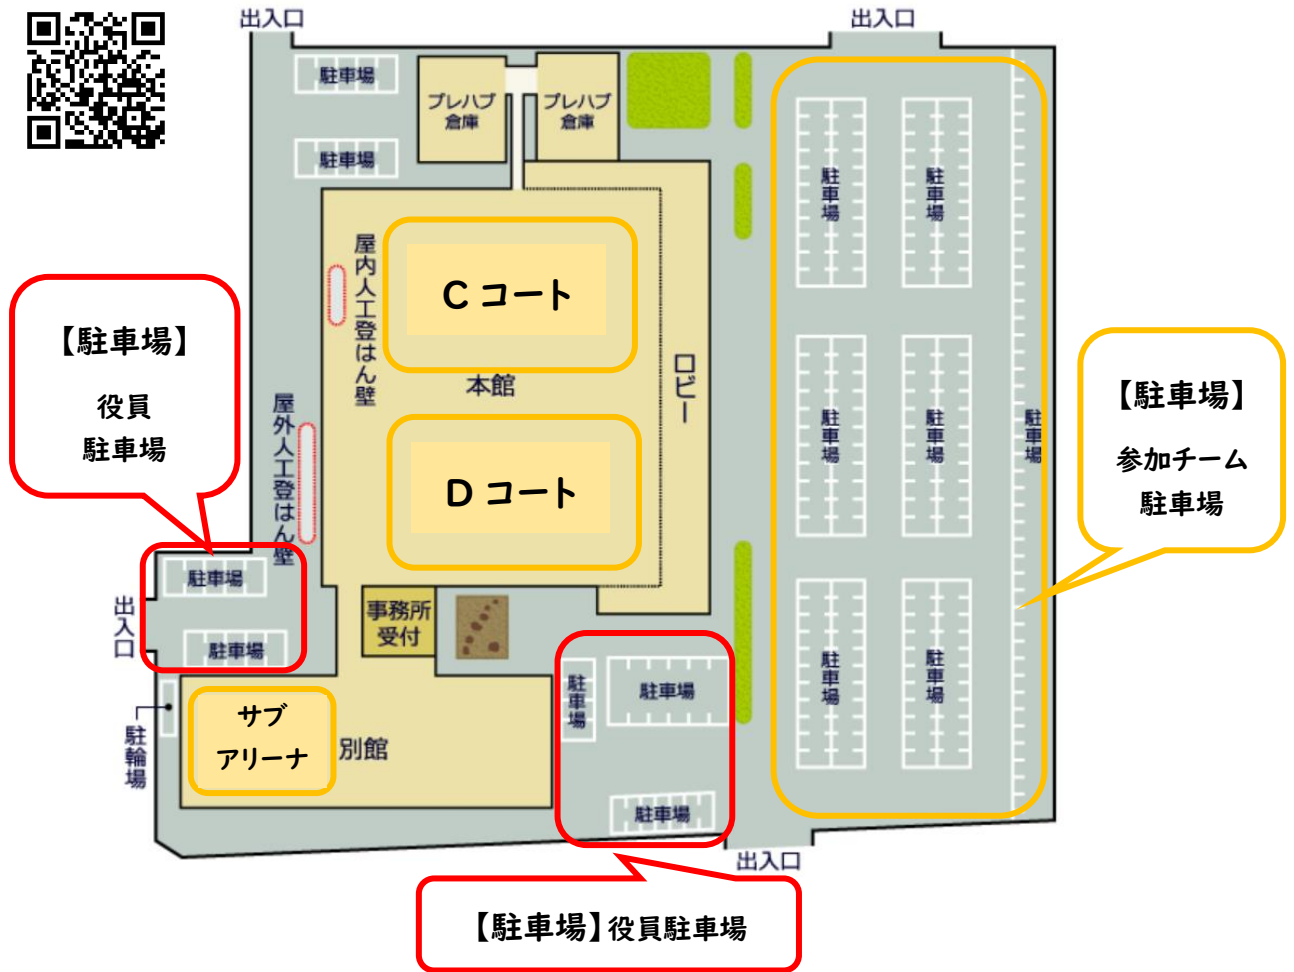 出入口
出入口
駐車場
プレハブ
倉庫
プレハブ
倉庫
駐車場
駐車場
駐車場
屋内人工登はん壁
C コート
本館
ロビー
D コート
屋外人工登はん壁
【駐車場】
役員
駐車場
【駐車場】
参加チーム
駐車場
駐車場
駐車場
駐車場
駐車場
駐車場
出入口
駐車場
事務所
受付
駐車場
駐車場
駐車場
駐車場
駐輪場
サブ
アリーナ
別館
駐車場
出入口
【駐車場】役員駐車場